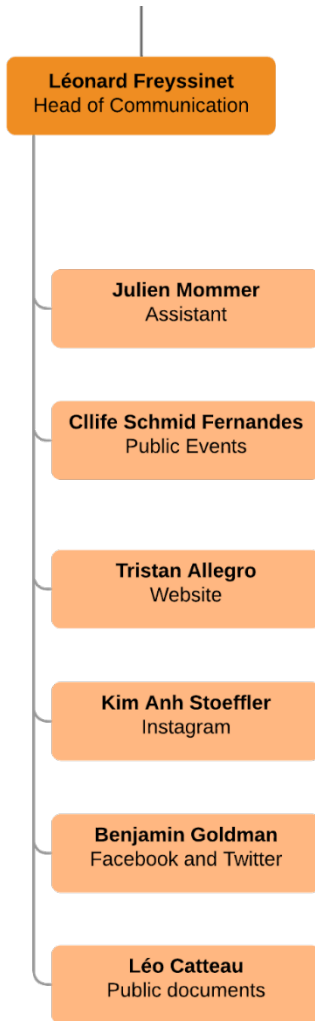 Léonard Freyssinet
Head of Communication
Julien Mommer
Assistant
Cllife Schmid Fernandes
Public Events
Tristan Allegro
Website
Kim Anh Stoeffler
Instagram
Benjamin Goldman
Facebook and Twitter
Léo Catteau
Public documents